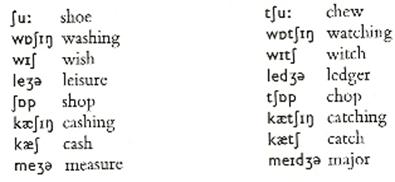 ʃuː shoe
wɒʃɪŋ washing
wɪʃ wish
leʒə leisure
ʃɒp shop
kæʃɪŋ cashing
kæʃ cash
meʒə measure
tʃuː chew
wɒtʃɪŋ watching
wɪtʃ witch
ledʒə ledger
tʃɒp chop
kætʃɪŋ catching
kætʃ catch
meɪdʒə major